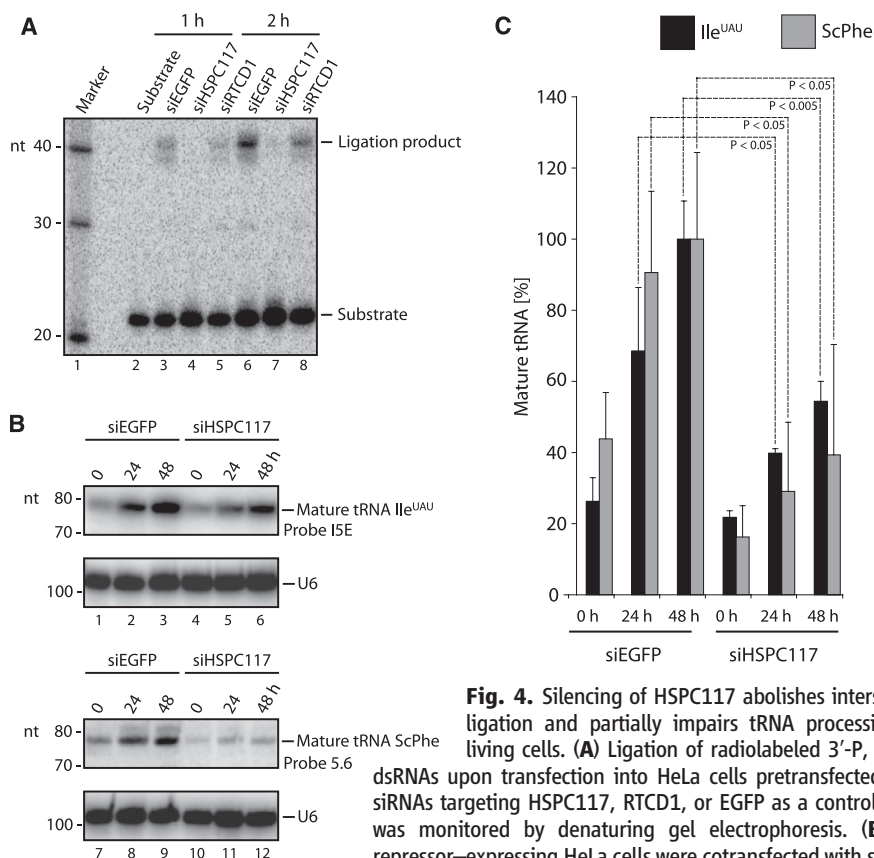 A
1 h
2 h
Marker
Substrate
siEGFP
siHSPC117
siRTCD1
siEGFP
siHSPC117
siRTCD1
nt 40
30
20
Ligation product
Substrate
1 2 3 4 5 6 7 8
B
siEGFP siHSPC117
0 24 48 0 24 48 h
nt 80
70
Mature tRNA Ile^UAU
Probe I5E
100
U6
1 2 3 4 5 6
siEGFP siHSPC117
0 24 48 0 24 48 h
nt 80
70
Mature tRNA ScPhe
Probe 5.6
100
U6
7 8 9 10 11 12
C
Ile^UAU ScPhe
Mature tRNA [%]
140
120
100
80
60
40
20
0
P < 0.05
P < 0.005
P < 0.05
P < 0.05
0 h 24 h 48 h 0 h 24 h 48 h
siEGFP siHSPC117
Fig. 4. Silencing of HSPC117 abolishes inters
ligation and partially impairs tRNA processi
living cells. (A) Ligation of radiolabeled 3′-P,
dsRNAs upon transfection into HeLa cells pretransfected
siRNAs targeting HSPC117, RTCD1, or EGFP as a control
was monitored by denaturing gel electrophoresis. (B
repressor–expressing HeLa cells were cotransfected with s